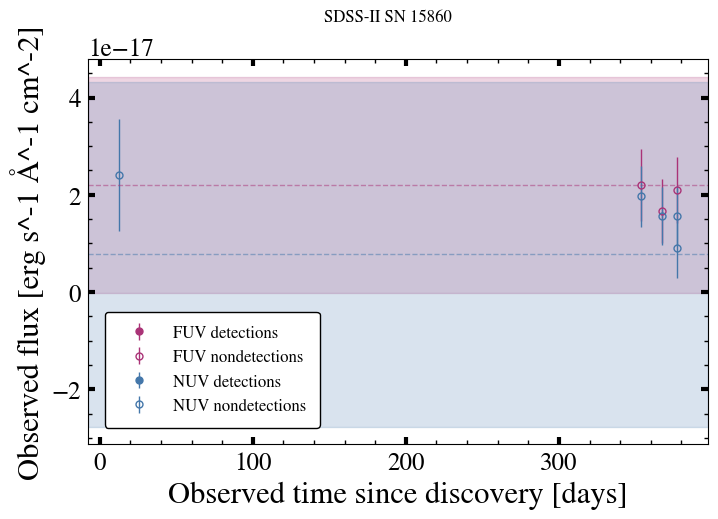 SDSS-II SN 15860
1e−17
Observed flux [erg s^-1 Å^-1 cm^-2]
4
2
0
−2
FUV detections
FUV nondetections
NUV detections
NUV nondetections
0 100 200 300
Observed time since discovery [days]